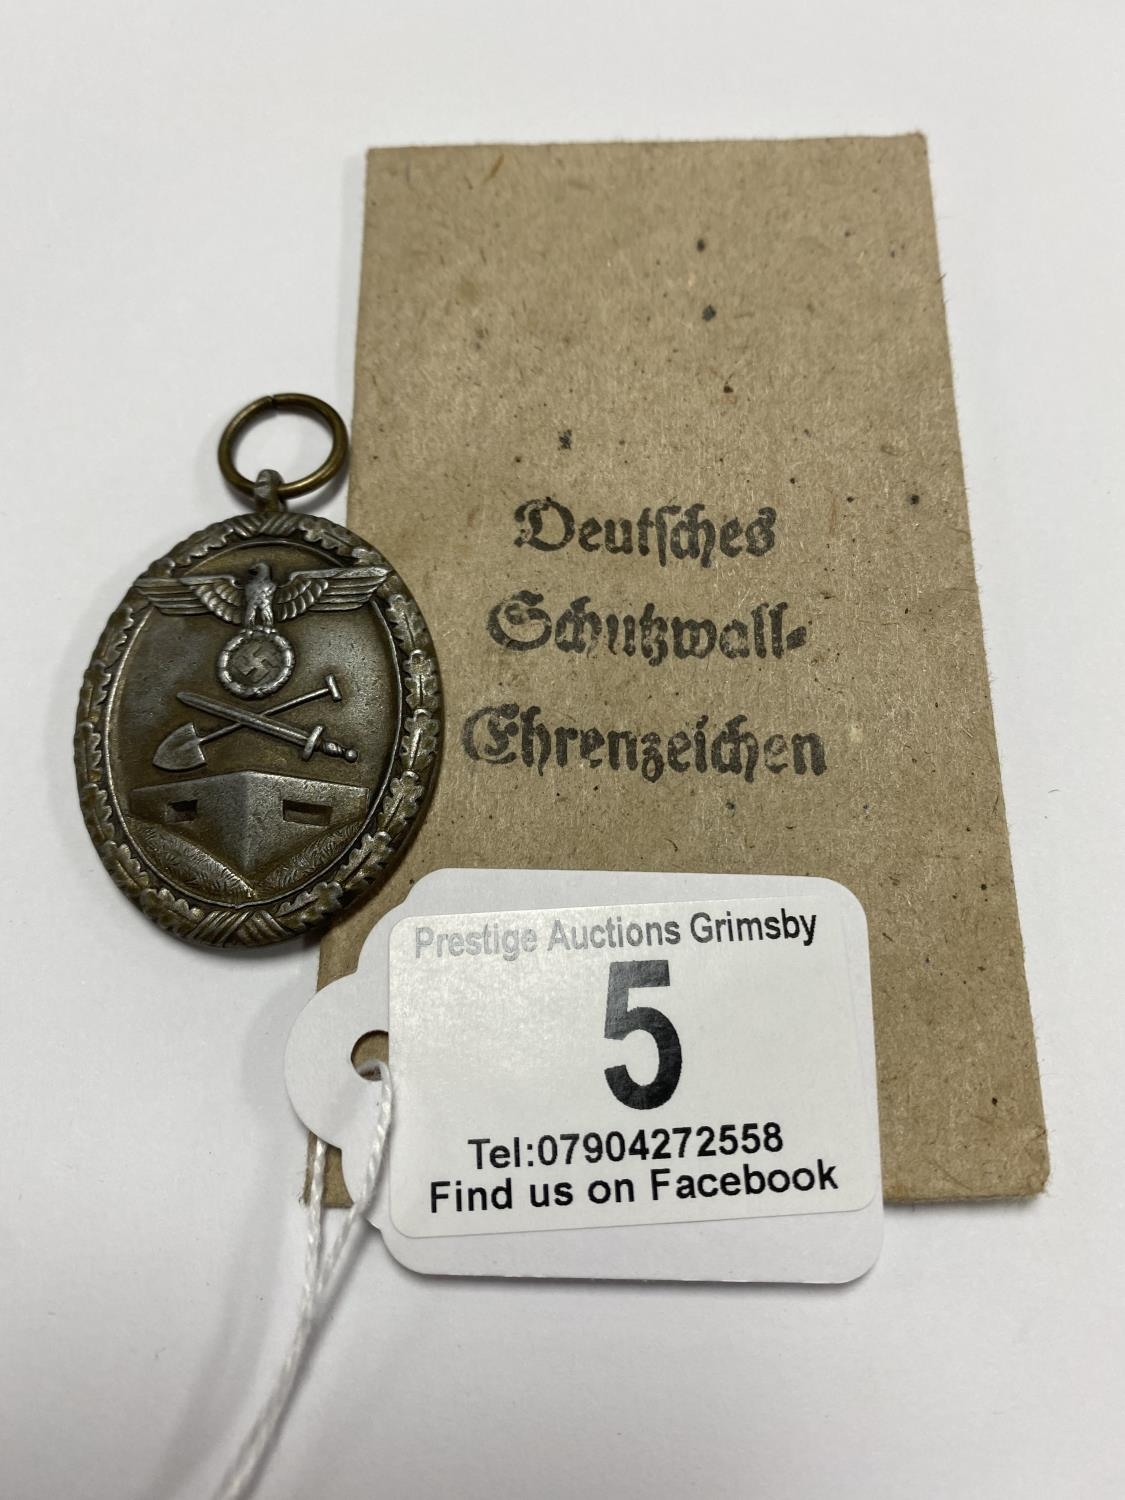 Deutsches
Schutzwall-
Ehrenzeichen
Prestige Auctions Grimsby
5
Tel:07904272558
Find us on Facebook